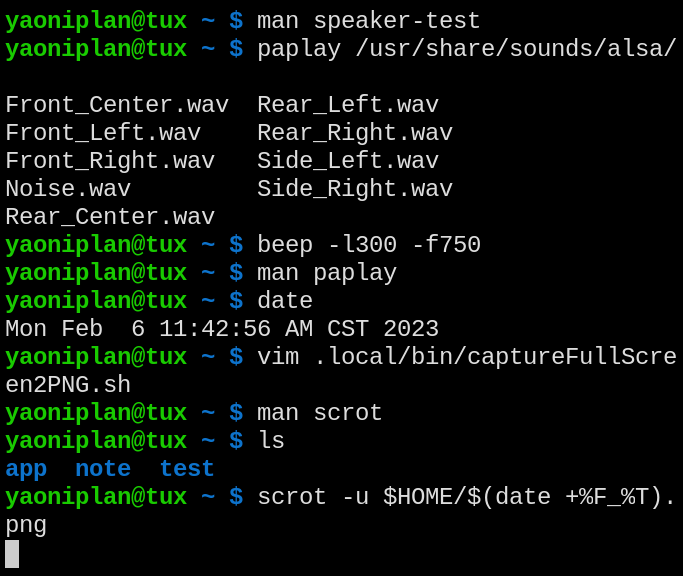 yaoniplan@tux ~ $ man speaker-test
yaoniplan@tux ~ $ paplay /usr/share/sounds/alsa/

Front_Center.wav  Rear_Left.wav
Front_Left.wav    Rear_Right.wav
Front_Right.wav   Side_Left.wav
Noise.wav         Side_Right.wav
Rear_Center.wav
yaoniplan@tux ~ $ beep -l300 -f750
yaoniplan@tux ~ $ man paplay
yaoniplan@tux ~ $ date
Mon Feb  6 11:42:56 AM CST 2023
yaoniplan@tux ~ $ vim .local/bin/captureFullScre
en2PNG.sh
yaoniplan@tux ~ $ man scrot
yaoniplan@tux ~ $ ls
app  note  test
yaoniplan@tux ~ $ scrot -u $HOME/$(date +%F_%T).
png